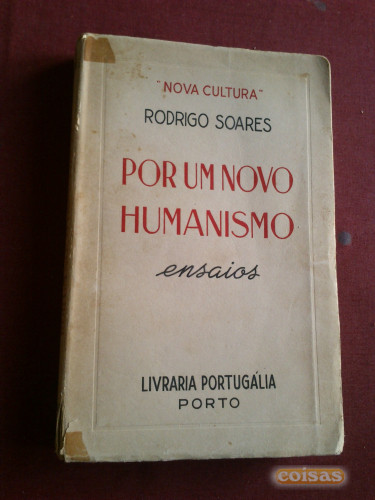 "NOVA CULTURA"
RODRIGO SOARES
POR UM NOVO
HUMANISMO
ensaios
LIVRARIA PORTUGÁLIA
PORTO
coisas